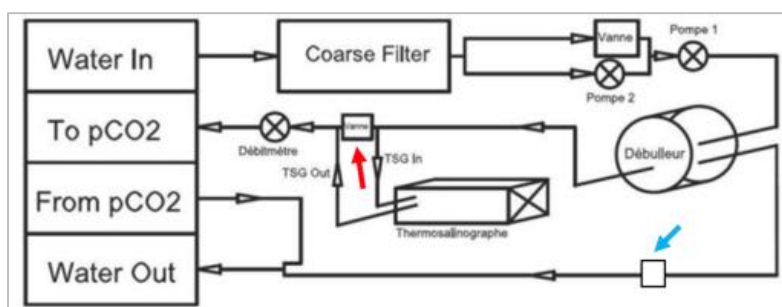 Water In
Coarse Filter
Vanne
Pompe 1
Pompe 2
To pCO2
Débitmètre
Vanne
TSG In
TSG Out
Débulleur
From pCO2
Thermosalinographe
Water Out